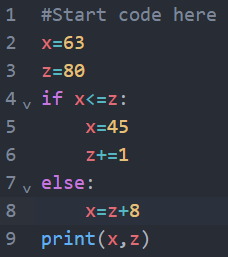 1 #Start code here
2 x=63
3 z=80
4 if x<=z:
5     x=45
6     z+=1
7 else:
8     x=z+8
9 print(x,z)